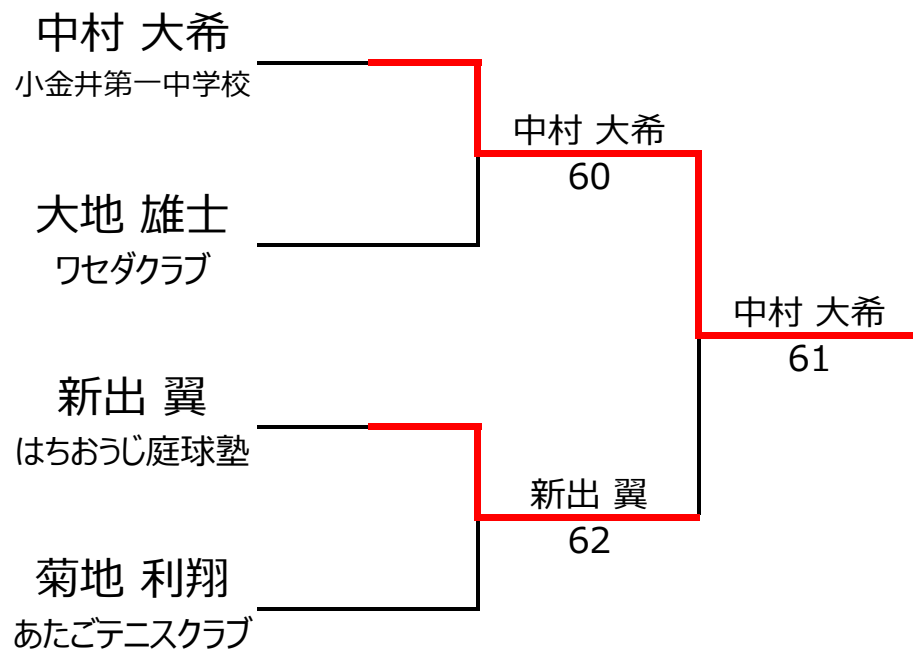 中村 大希
小金井第一中学校
中村 大希
60
大地 雄士
ワセダクラブ
中村 大希
61
新出 翼
はちおうじ庭球塾
新出 翼
62
菊地 利翔
あたごテニスクラブ